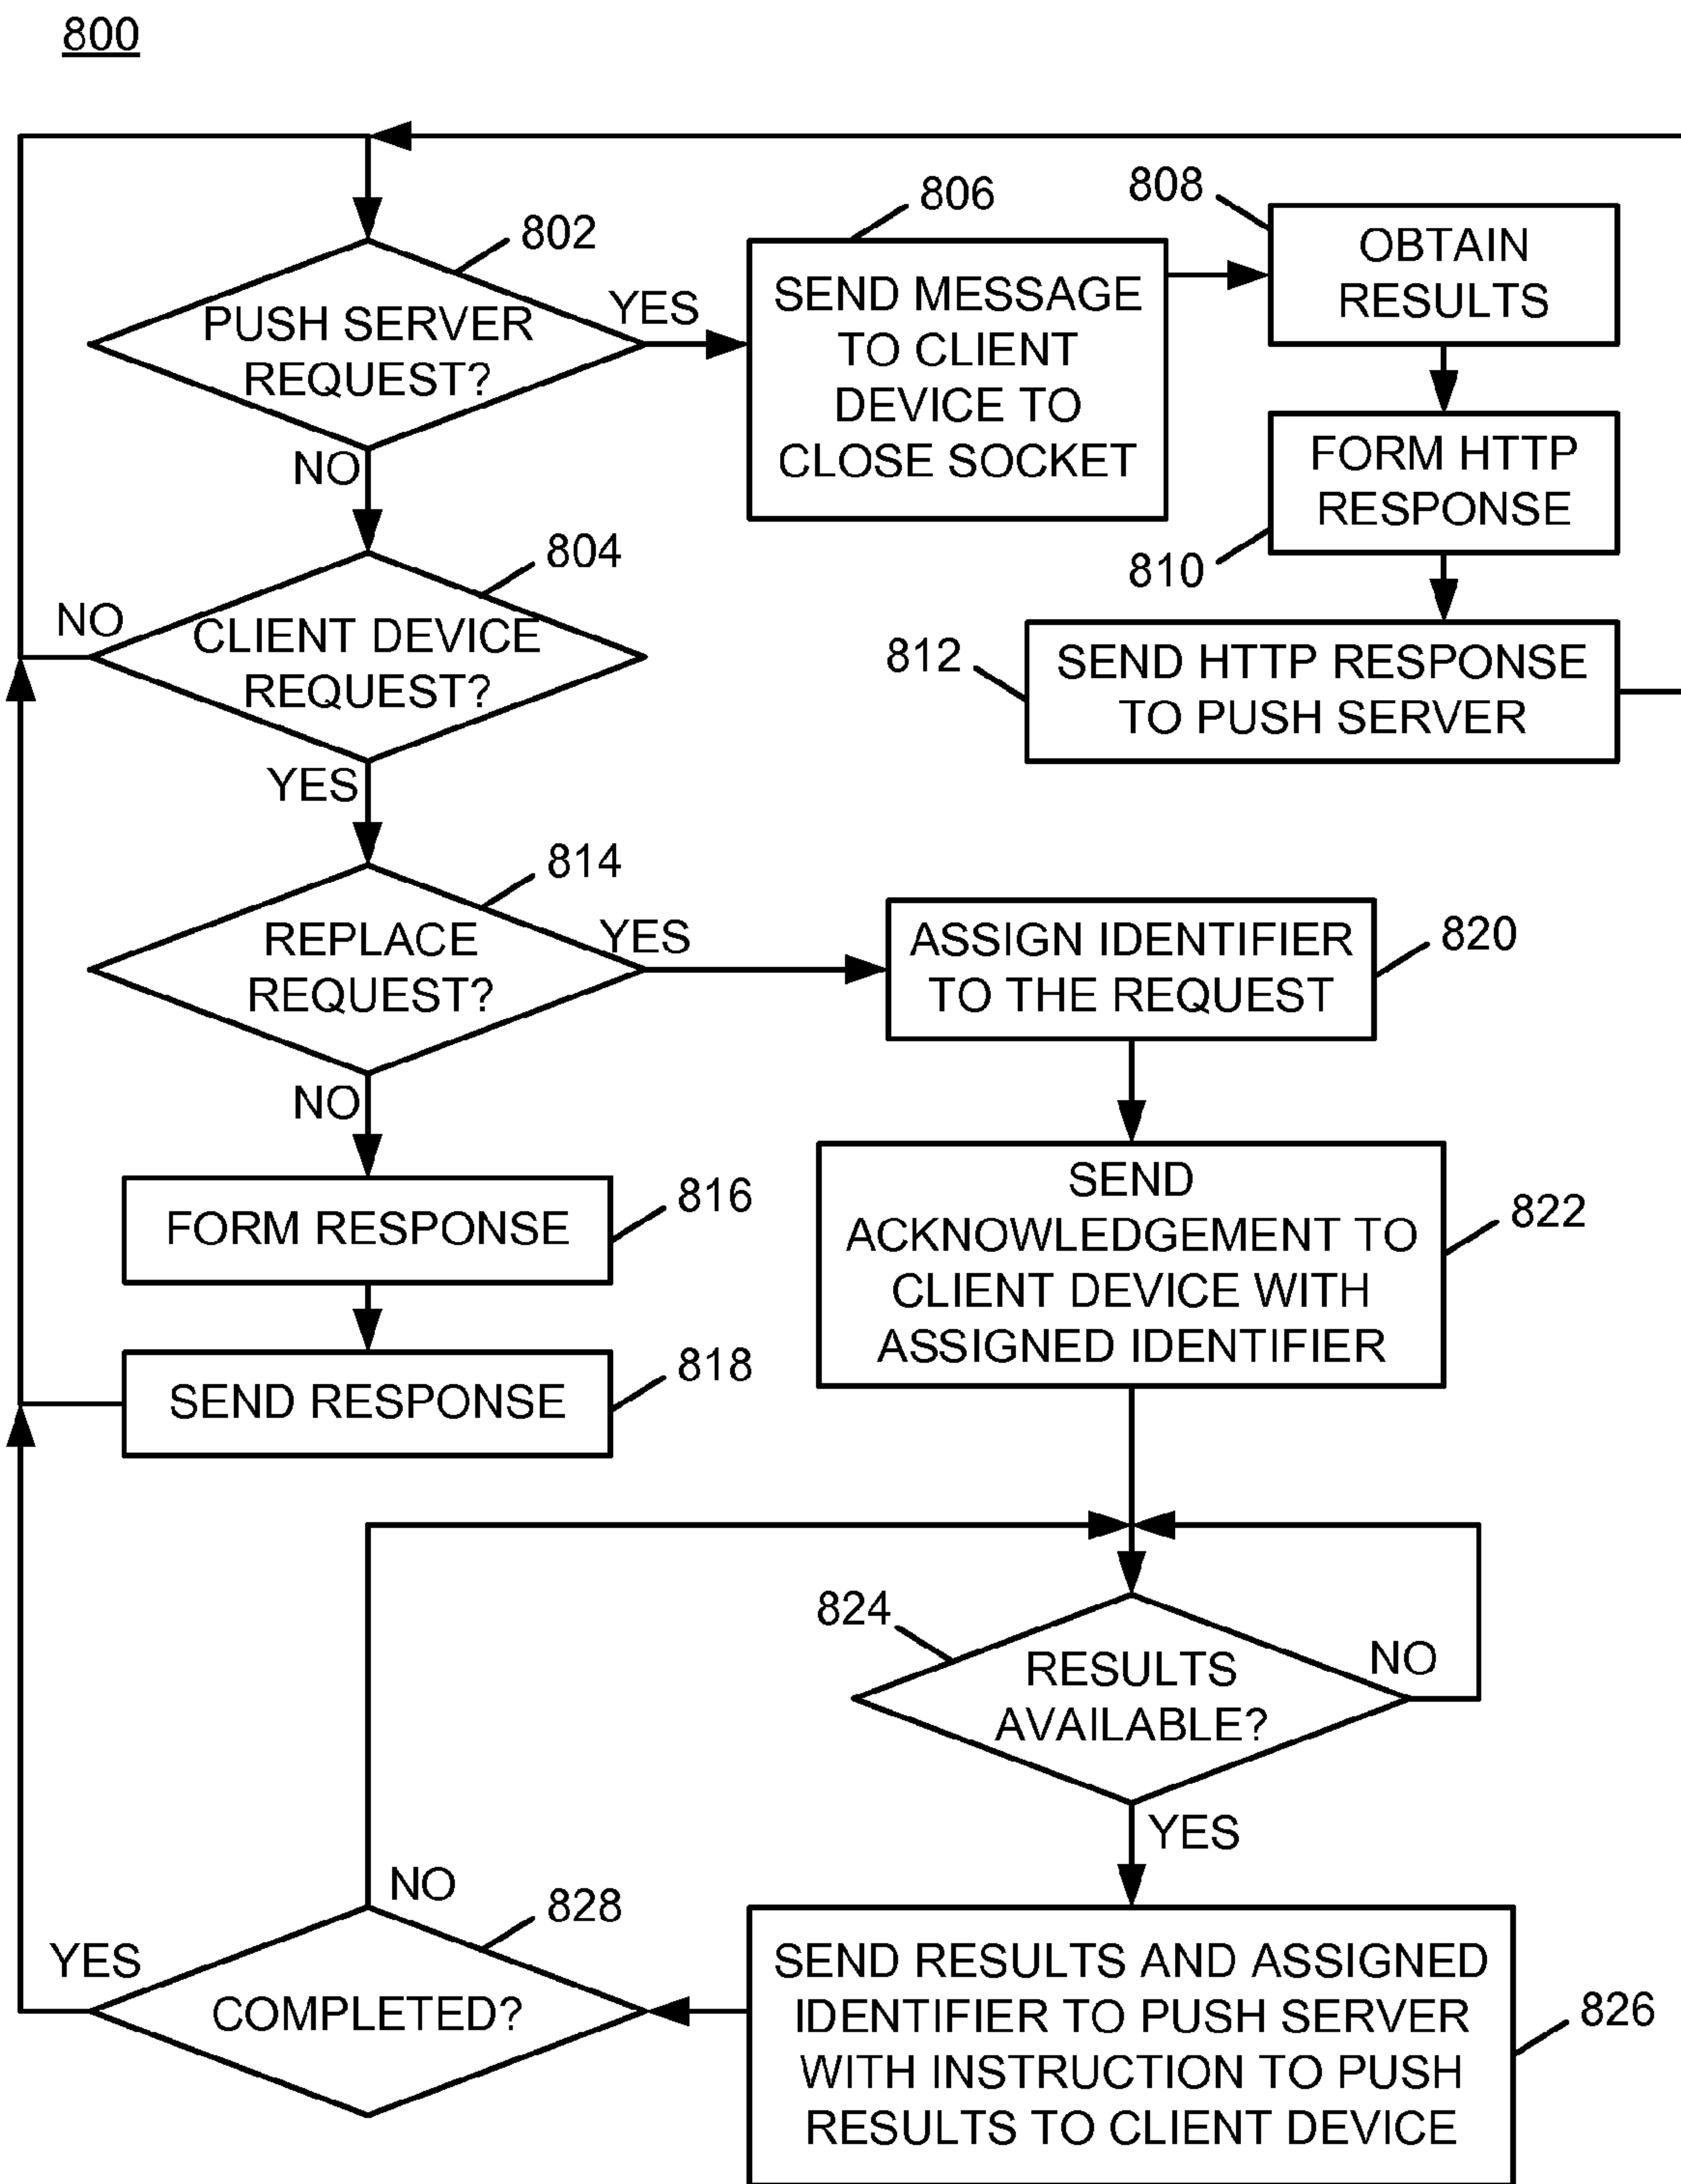 800
802
PUSH SERVER
REQUEST?
YES
NO
806
SEND MESSAGE
TO CLIENT
DEVICE TO
CLOSE SOCKET
808
OBTAIN
RESULTS
FORM HTTP
RESPONSE
810
812
SEND HTTP RESPONSE
TO PUSH SERVER
804
NO
CLIENT DEVICE
REQUEST?
YES
814
REPLACE
REQUEST?
YES
NO
ASSIGN IDENTIFIER
TO THE REQUEST
820
FORM RESPONSE
816
SEND RESPONSE
818
SEND
ACKNOWLEDGEMENT TO
CLIENT DEVICE WITH
ASSIGNED IDENTIFIER
822
824
RESULTS
AVAILABLE?
NO
YES
SEND RESULTS AND ASSIGNED
IDENTIFIER TO PUSH SERVER
WITH INSTRUCTION TO PUSH
RESULTS TO CLIENT DEVICE
826
NO
828
YES
COMPLETED?